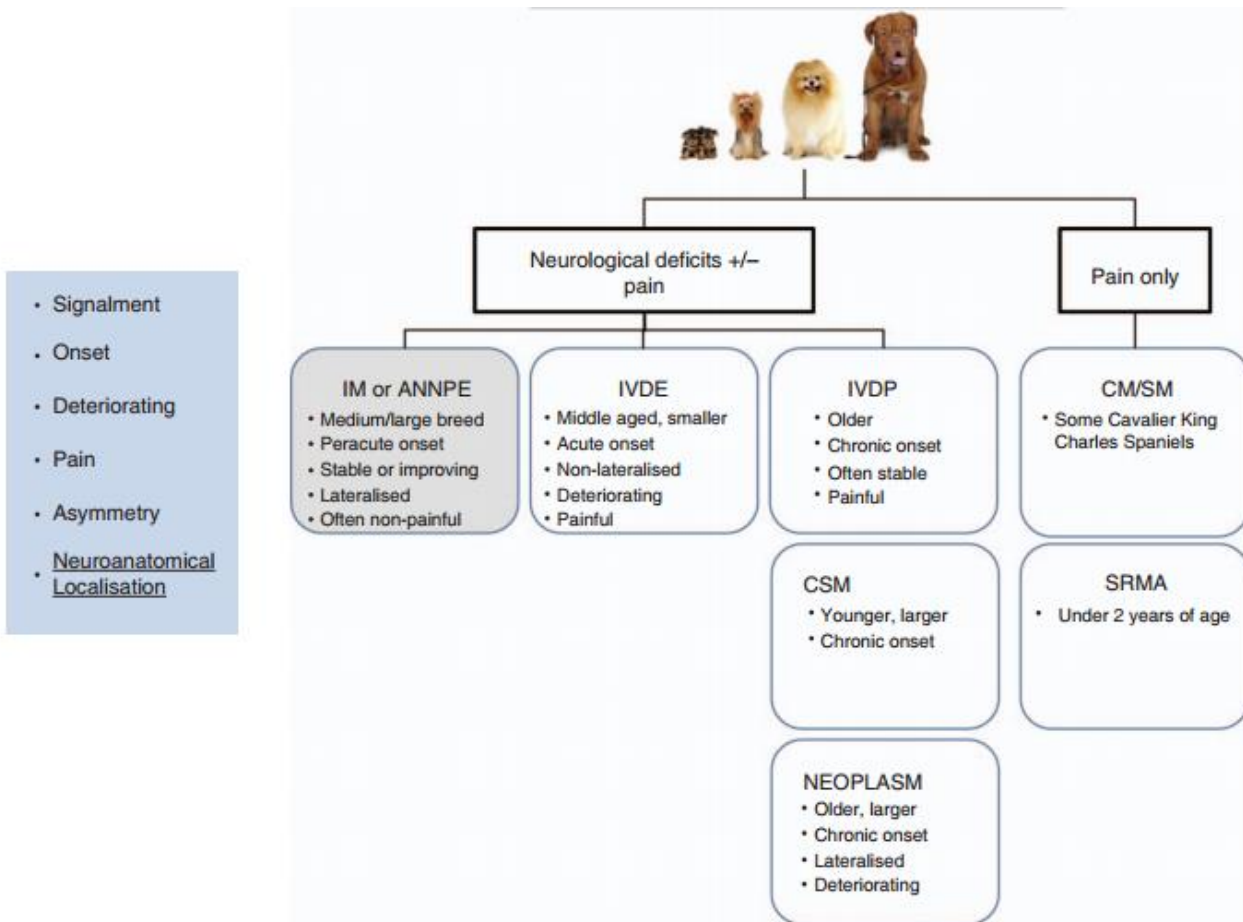 • Signalment
• Onset
• Deteriorating
• Pain
• Asymmetry
• Neuroanatomical
Localisation
Neurological deficits +/–
pain
Pain only
IM or ANNPE
• Medium/large breed
• Peracute onset
• Stable or improving
• Lateralised
• Often non-painful
IVDE
• Middle aged, smaller
• Acute onset
• Non-lateralised
• Deteriorating
• Painful
IVDP
• Older
• Chronic onset
• Often stable
• Painful
CM/SM
• Some Cavalier King
Charles Spaniels
CSM
• Younger, larger
• Chronic onset
SRMA
• Under 2 years of age
NEOPLASM
• Older, larger
• Chronic onset
• Lateralised
• Deteriorating